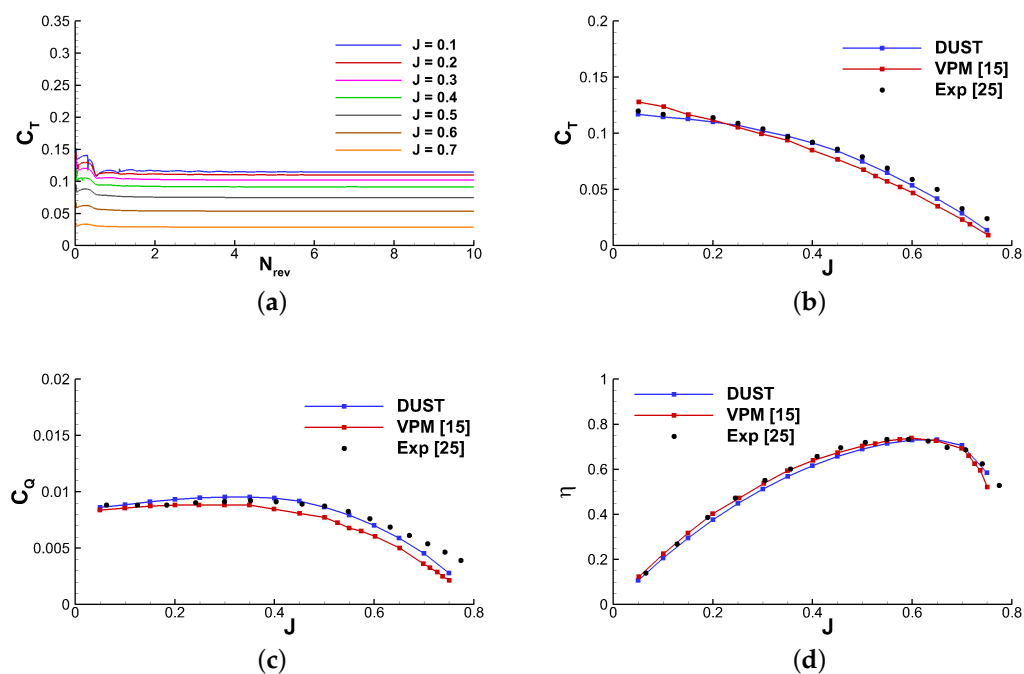 0.35
0.3
0.25
0.2
0.15
0.1
0.05
0
C_T
J = 0.1
J = 0.2
J = 0.3
J = 0.4
J = 0.5
J = 0.6
J = 0.7
0 2 4 6 8 10
N_rev
(a)
0.2
0.15
0.1
0.05
0
C_T
DUST
VPM [15]
Exp [25]
0 0.2 0.4 0.6 0.8
J
(b)
0.02
0.015
0.01
0.005
0
C_Q
DUST
VPM [15]
Exp [25]
0 0.2 0.4 0.6 0.8
J
(c)
1
0.8
0.6
0.4
0.2
0
η
DUST
VPM [15]
Exp [25]
0 0.2 0.4 0.6 0.8
J
(d)